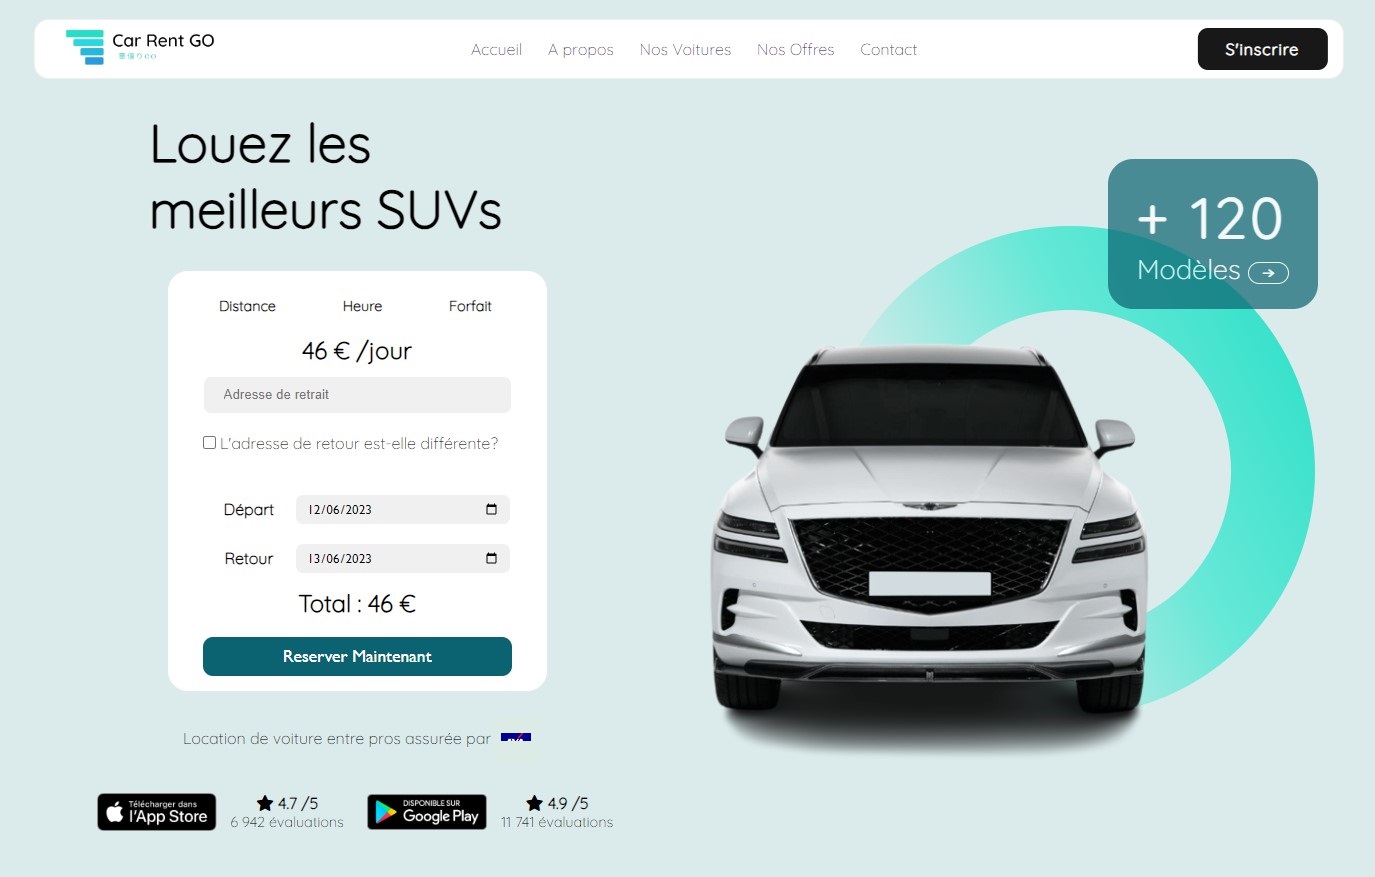 Car Rent GO
Accueil
A propos
Nos Voitures
Nos Offres
Contact
S'inscrire
Louez les
meilleurs SUVs
+ 120
Modèles
Distance
Heure
Forfait
46 € /jour
Adresse de retrait
L'adresse de retour est-elle différente?
Départ
12/06/2023
Retour
13/06/2023
Total : 46 €
Reserver Maintenant
Location de voiture entre pros assurée par
Télécharger dans
l'App Store
4.7 /5
6 942 évaluations
DISPONIBLE SUR
Google Play
4.9 /5
11 741 évaluations